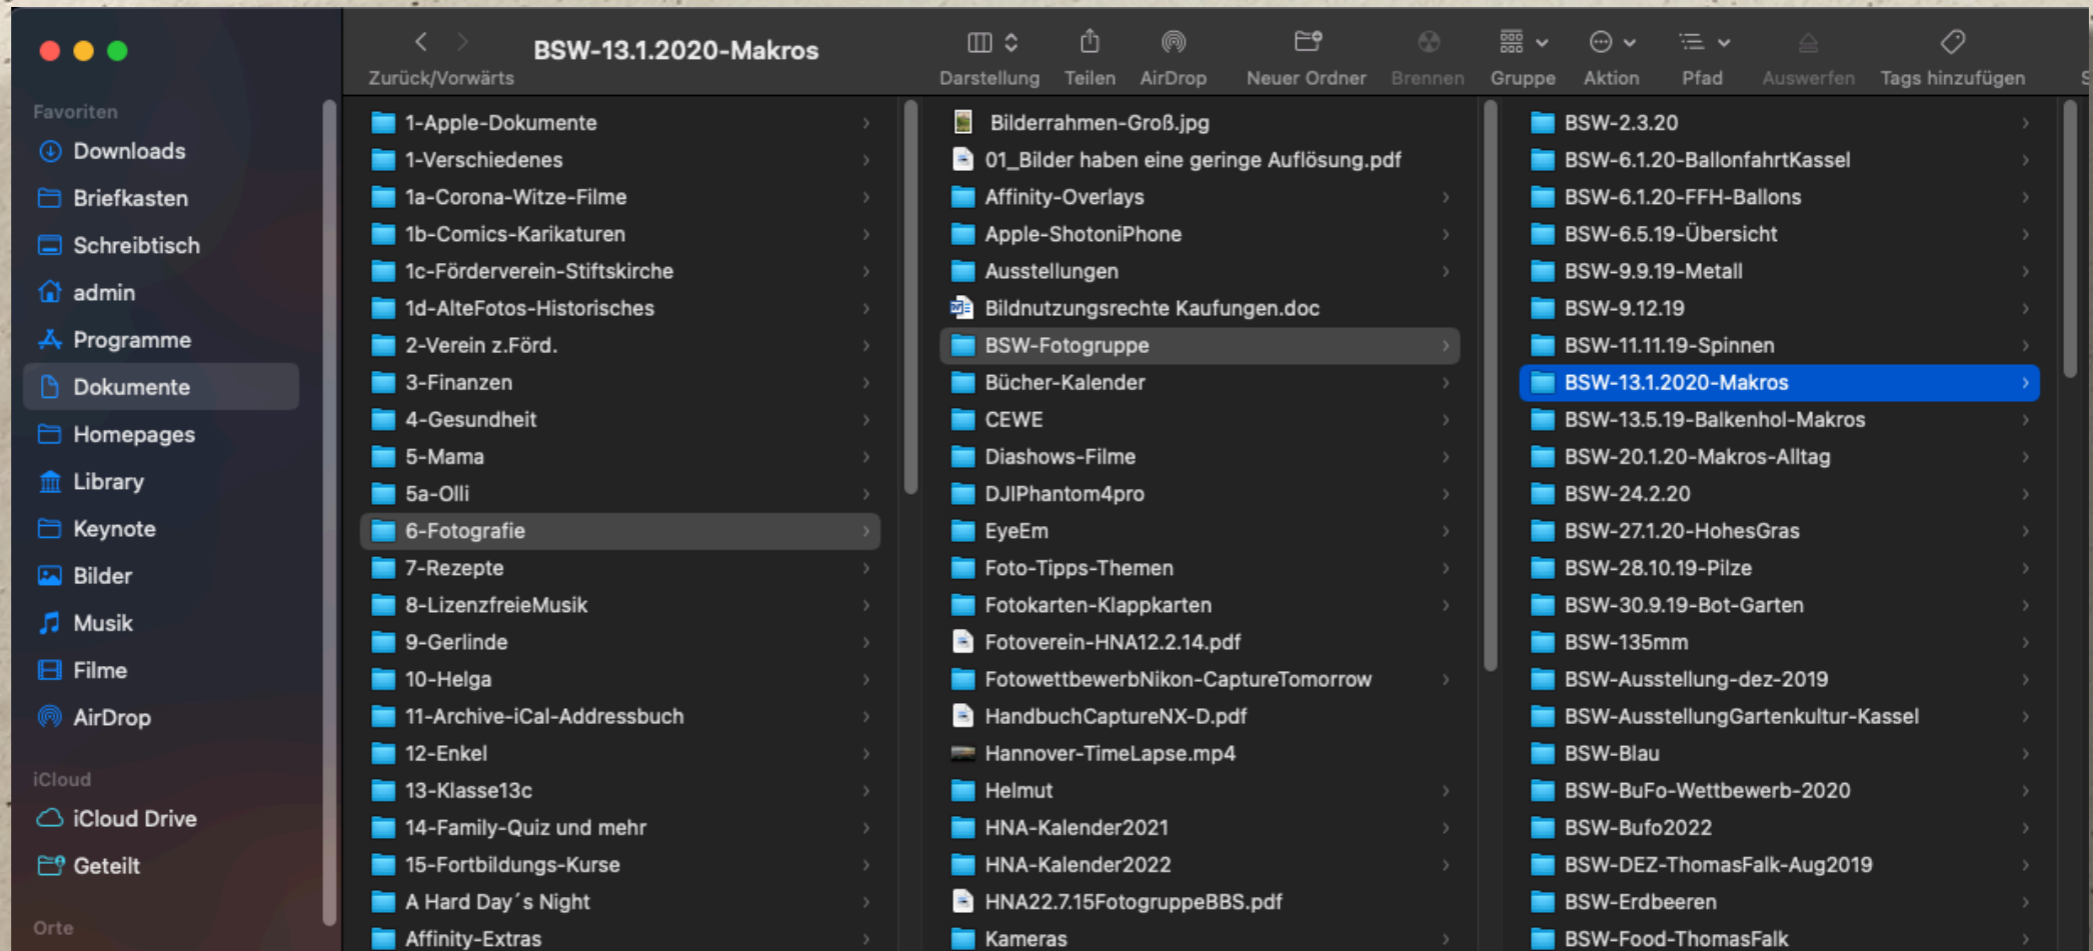 BSW-13.1.2020-Makros
Zurück/Vorwärts
Darstellung
Teilen
AirDrop
Neuer Ordner
Brennen
Gruppe
Aktion
Pfad
Auswerfen
Tags hinzufügen
Favoriten
Downloads
Briefkasten
Schreibtisch
admin
Programme
Dokumente
Homepages
Library
Keynote
Bilder
Musik
Filme
AirDrop
iCloud
iCloud Drive
Geteilt
Orte
1-Apple-Dokumente
1-Verschiedenes
1a-Corona-Witze-Filme
1b-Comics-Karikaturen
1c-Förderverein-Stiftskirche
1d-AlteFotos-Historisches
2-Verein z.Förd.
3-Finanzen
4-Gesundheit
5-Mama
5a-Olli
6-Fotografie
7-Rezepte
8-LizenzfreieMusik
9-Gerlinde
10-Helga
11-Archive-iCal-Addressbuch
12-Enkel
13-Klasse13c
14-Family-Quiz und mehr
15-Fortbildungs-Kurse
A Hard Day´s Night
Affinity-Extras
Bilderrahmen-Groß.jpg
01_Bilder haben eine geringe Auflösung.pdf
Affinity-Overlays
Apple-ShotoniPhone
Ausstellungen
Bildnutzungsrechte Kaufungen.doc
BSW-Fotogruppe
Bücher-Kalender
CEWE
Diashows-Filme
DJIPhantom4pro
EyeEm
Foto-Tipps-Themen
Fotokarten-Klappkarten
Fotoverein-HNA12.2.14.pdf
FotowettbewerbNikon-CaptureTomorrow
HandbuchCaptureNX-D.pdf
Hannover-TimeLapse.mp4
Helmut
HNA-Kalender2021
HNA-Kalender2022
HNA22.7.15FotogruppeBBS.pdf
Kameras
BSW-2.3.20
BSW-6.1.20-BallonfahrtKassel
BSW-6.1.20-FFH-Ballons
BSW-6.5.19-Übersicht
BSW-9.9.19-Metall
BSW-9.12.19
BSW-11.11.19-Spinnen
BSW-13.1.2020-Makros
BSW-13.5.19-Balkenhol-Makros
BSW-20.1.20-Makros-Alltag
BSW-24.2.20
BSW-27.1.20-HohesGras
BSW-28.10.19-Pilze
BSW-30.9.19-Bot-Garten
BSW-135mm
BSW-Ausstellung-dez-2019
BSW-AusstellungGartenkultur-Kassel
BSW-Blau
BSW-BuFo-Wettbewerb-2020
BSW-Bufo2022
BSW-DEZ-ThomasFalk-Aug2019
BSW-Erdbeeren
BSW-Food-ThomasFalk